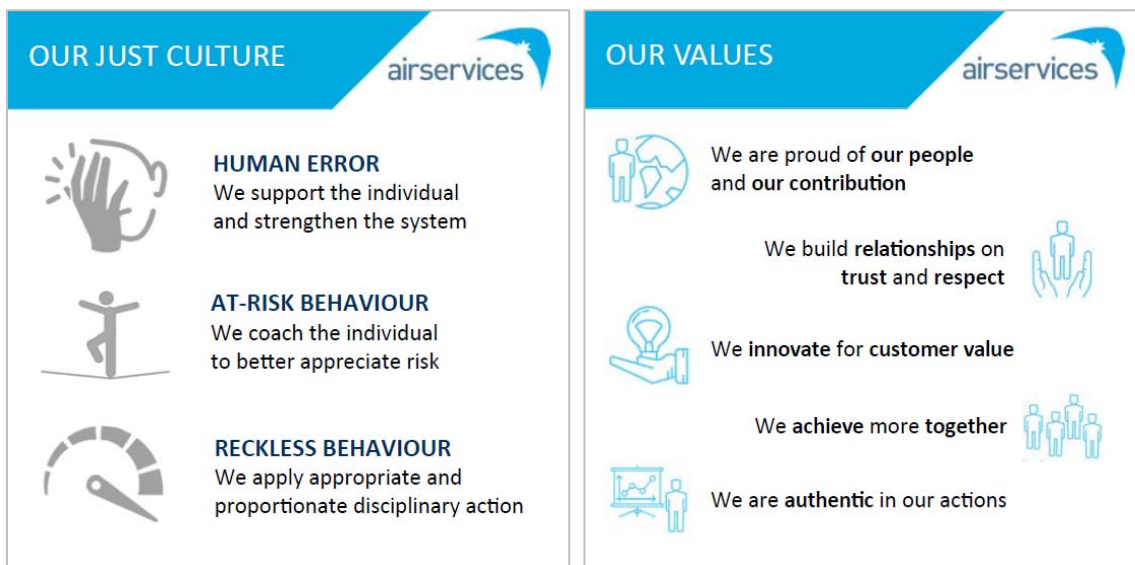 OUR JUST CULTURE
airservices
HUMAN ERROR
We support the individual
and strengthen the system
AT-RISK BEHAVIOUR
We coach the individual
to better appreciate risk
RECKLESS BEHAVIOUR
We apply appropriate and
proportionate disciplinary action
OUR VALUES
airservices
We are proud of our people
and our contribution
We build relationships on
trust and respect
We innovate for customer value
We achieve more together
We are authentic in our actions